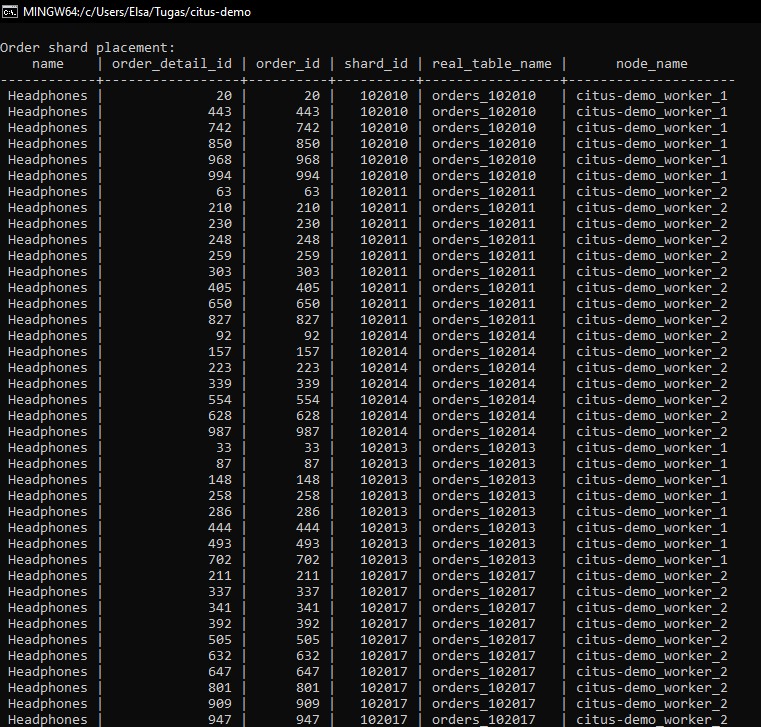 MINGW64:/c/Users/Elsa/Tugas/citus-demo
Order shard placement:
    name    | order_detail_id | order_id | shard_id | real_table_name |      node_name
------------+-----------------+----------+----------+-----------------+---------------------
 Headphones |              20 |       20 |   102010 | orders_102010   | citus-demo_worker_1
 Headphones |             443 |      443 |   102010 | orders_102010   | citus-demo_worker_1
 Headphones |             742 |      742 |   102010 | orders_102010   | citus-demo_worker_1
 Headphones |             850 |      850 |   102010 | orders_102010   | citus-demo_worker_1
 Headphones |             968 |      968 |   102010 | orders_102010   | citus-demo_worker_1
 Headphones |             994 |      994 |   102010 | orders_102010   | citus-demo_worker_1
 Headphones |              63 |       63 |   102011 | orders_102011   | citus-demo_worker_2
 Headphones |             210 |      210 |   102011 | orders_102011   | citus-demo_worker_2
 Headphones |             230 |      230 |   102011 | orders_102011   | citus-demo_worker_2
 Headphones |             248 |      248 |   102011 | orders_102011   | citus-demo_worker_2
 Headphones |             259 |      259 |   102011 | orders_102011   | citus-demo_worker_2
 Headphones |             303 |      303 |   102011 | orders_102011   | citus-demo_worker_2
 Headphones |             405 |      405 |   102011 | orders_102011   | citus-demo_worker_2
 Headphones |             650 |      650 |   102011 | orders_102011   | citus-demo_worker_2
 Headphones |             827 |      827 |   102011 | orders_102011   | citus-demo_worker_2
 Headphones |              92 |       92 |   102014 | orders_102014   | citus-demo_worker_2
 Headphones |             157 |      157 |   102014 | orders_102014   | citus-demo_worker_2
 Headphones |             223 |      223 |   102014 | orders_102014   | citus-demo_worker_2
 Headphones |             339 |      339 |   102014 | orders_102014   | citus-demo_worker_2
 Headphones |             554 |      554 |   102014 | orders_102014   | citus-demo_worker_2
 Headphones |             628 |      628 |   102014 | orders_102014   | citus-demo_worker_2
 Headphones |             987 |      987 |   102014 | orders_102014   | citus-demo_worker_2
 Headphones |              33 |       33 |   102013 | orders_102013   | citus-demo_worker_1
 Headphones |              87 |       87 |   102013 | orders_102013   | citus-demo_worker_1
 Headphones |             148 |      148 |   102013 | orders_102013   | citus-demo_worker_1
 Headphones |             258 |      258 |   102013 | orders_102013   | citus-demo_worker_1
 Headphones |             286 |      286 |   102013 | orders_102013   | citus-demo_worker_1
 Headphones |             444 |      444 |   102013 | orders_102013   | citus-demo_worker_1
 Headphones |             493 |      493 |   102013 | orders_102013   | citus-demo_worker_1
 Headphones |             702 |      702 |   102013 | orders_102013   | citus-demo_worker_1
 Headphones |             211 |      211 |   102017 | orders_102017   | citus-demo_worker_2
 Headphones |             337 |      337 |   102017 | orders_102017   | citus-demo_worker_2
 Headphones |             341 |      341 |   102017 | orders_102017   | citus-demo_worker_2
 Headphones |             392 |      392 |   102017 | orders_102017   | citus-demo_worker_2
 Headphones |             505 |      505 |   102017 | orders_102017   | citus-demo_worker_2
 Headphones |             632 |      632 |   102017 | orders_102017   | citus-demo_worker_2
 Headphones |             647 |      647 |   102017 | orders_102017   | citus-demo_worker_2
 Headphones |             801 |      801 |   102017 | orders_102017   | citus-demo_worker_2
 Headphones |             909 |      909 |   102017 | orders_102017   | citus-demo_worker_2
 Headphones |             947 |      947 |   102017 | orders_102017   | citus-demo_worker_2